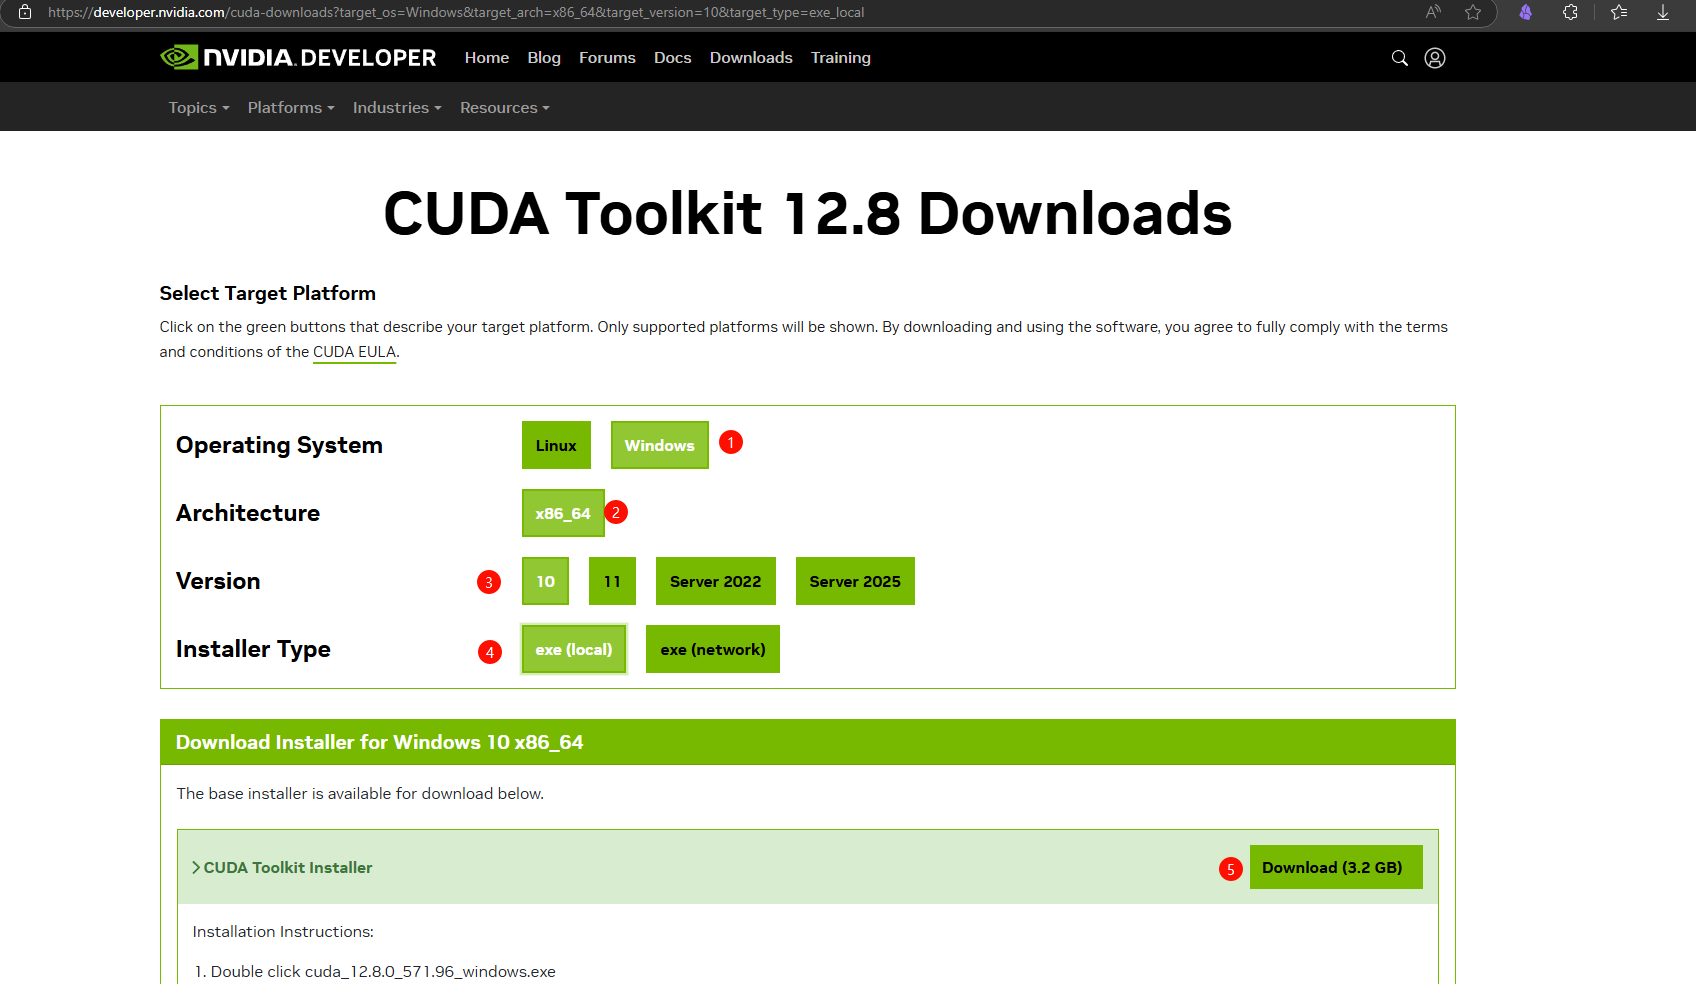 https://developer.nvidia.com/cuda-downloads?target_os=Windows&target_arch=x86_64&target_version=10&target_type=exe_local
NVIDIA. DEVELOPER Home Blog Forums Docs Downloads Training
Topics Platforms Industries Resources
CUDA Toolkit 12.8 Downloads
Select Target Platform
Click on the green buttons that describe your target platform. Only supported platforms will be shown. By downloading and using the software, you agree to fully comply with the terms
and conditions of the CUDA EULA.
Operating System Linux Windows 1
Architecture x86_64 2
Version 3 10 11 Server 2022 Server 2025
Installer Type 4 exe (local) exe (network)
Download Installer for Windows 10 x86_64
The base installer is available for download below.
CUDA Toolkit Installer 5 Download (3.2 GB)
Installation Instructions:
1. Double click cuda_12.8.0_571.96_windows.exe